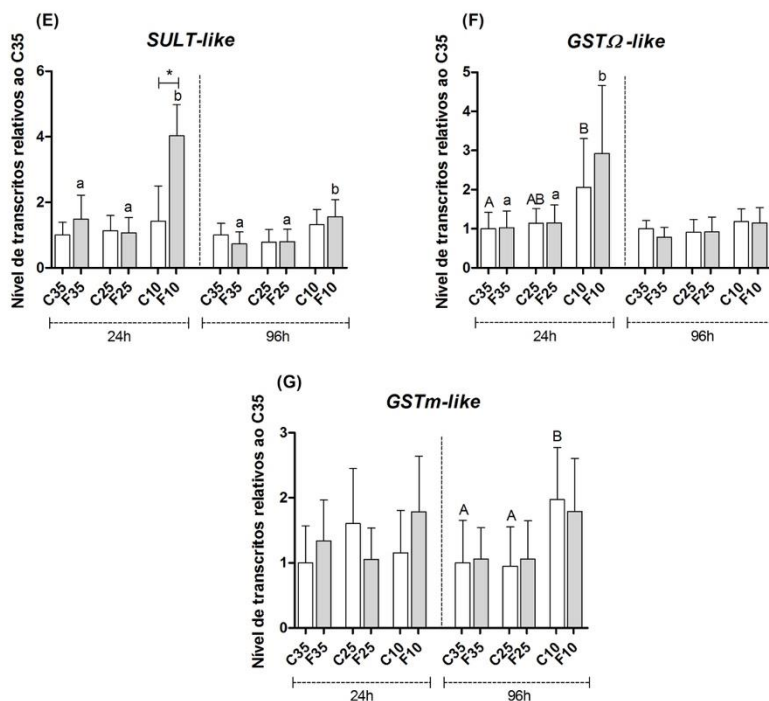 (E)
SULT-like
Nivel de transcritos relativos ao C35
6
4
2
0
a
a
*
b
a
a
b
C35 F35 C25 F25 C10 F10 C35 F35 C25 F25 C10 F10
24h 96h
(F)
GSTΩ-like
Nivel de transcritos relativos ao C35
5
4
3
2
1
0
A
a
AB
a
B
b
C35 F35 C25 F25 C10 F10 C35 F35 C25 F25 C10 F10
24h 96h
(G)
GSTm-like
Nivel de transcritos relativos ao C35
3
2
1
0
A
A
B
C35 F35 C25 F25 C10 F10 C35 F35 C25 F25 C10 F10
24h 96h